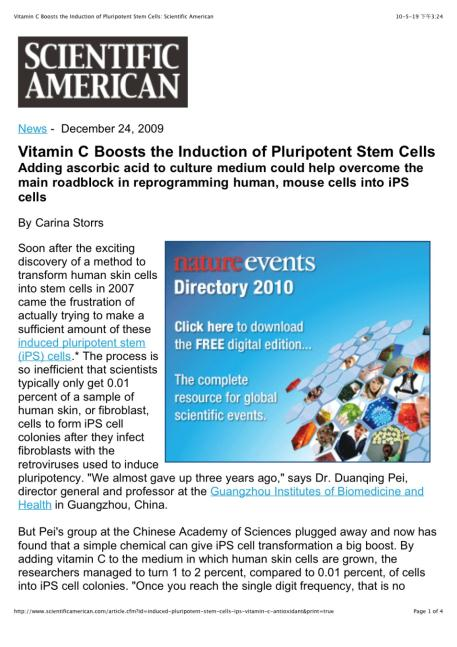 Vitamin C Boosts the Induction of Pluripotent Stem Cells: Scientific American
10-5-19 下午3:24
SCIENTIFIC
AMERICAN
News - December 24, 2009
Vitamin C Boosts the Induction of Pluripotent Stem Cells
Adding ascorbic acid to culture medium could help overcome the
main roadblock in reprogramming human, mouse cells into iPS
cells
By Carina Storrs
Soon after the exciting
discovery of a method to
transform human skin cells
into stem cells in 2007
came the frustration of
actually trying to make a
sufficient amount of these
induced pluripotent stem
(iPS) cells.* The process is
so inefficient that scientists
typically only get 0.01
percent of a sample of
human skin, or fibroblast,
cells to form iPS cell
colonies after they infect
fibroblasts with the
retroviruses used to induce
natureevents
Directory 2010
Click here to download
the FREE digital edition...
The complete
resource for global
scientific events.
pluripotency. "We almost gave up three years ago," says Dr. Duanqing Pei,
director general and professor at the Guangzhou Institutes of Biomedicine and
Health in Guangzhou, China.
But Pei's group at the Chinese Academy of Sciences plugged away and now has
found that a simple chemical can give iPS cell transformation a big boost. By
adding vitamin C to the medium in which human skin cells are grown, the
researchers managed to turn 1 to 2 percent, compared to 0.01 percent, of cells
into iPS cell colonies. "Once you reach the single digit frequency, that is no
http://www.scientificamerican.com/article.cfm?id=induced-pluripotent-stem-cells-ips-vitamin-c-antioxidant&print=true
Page 1 of 4